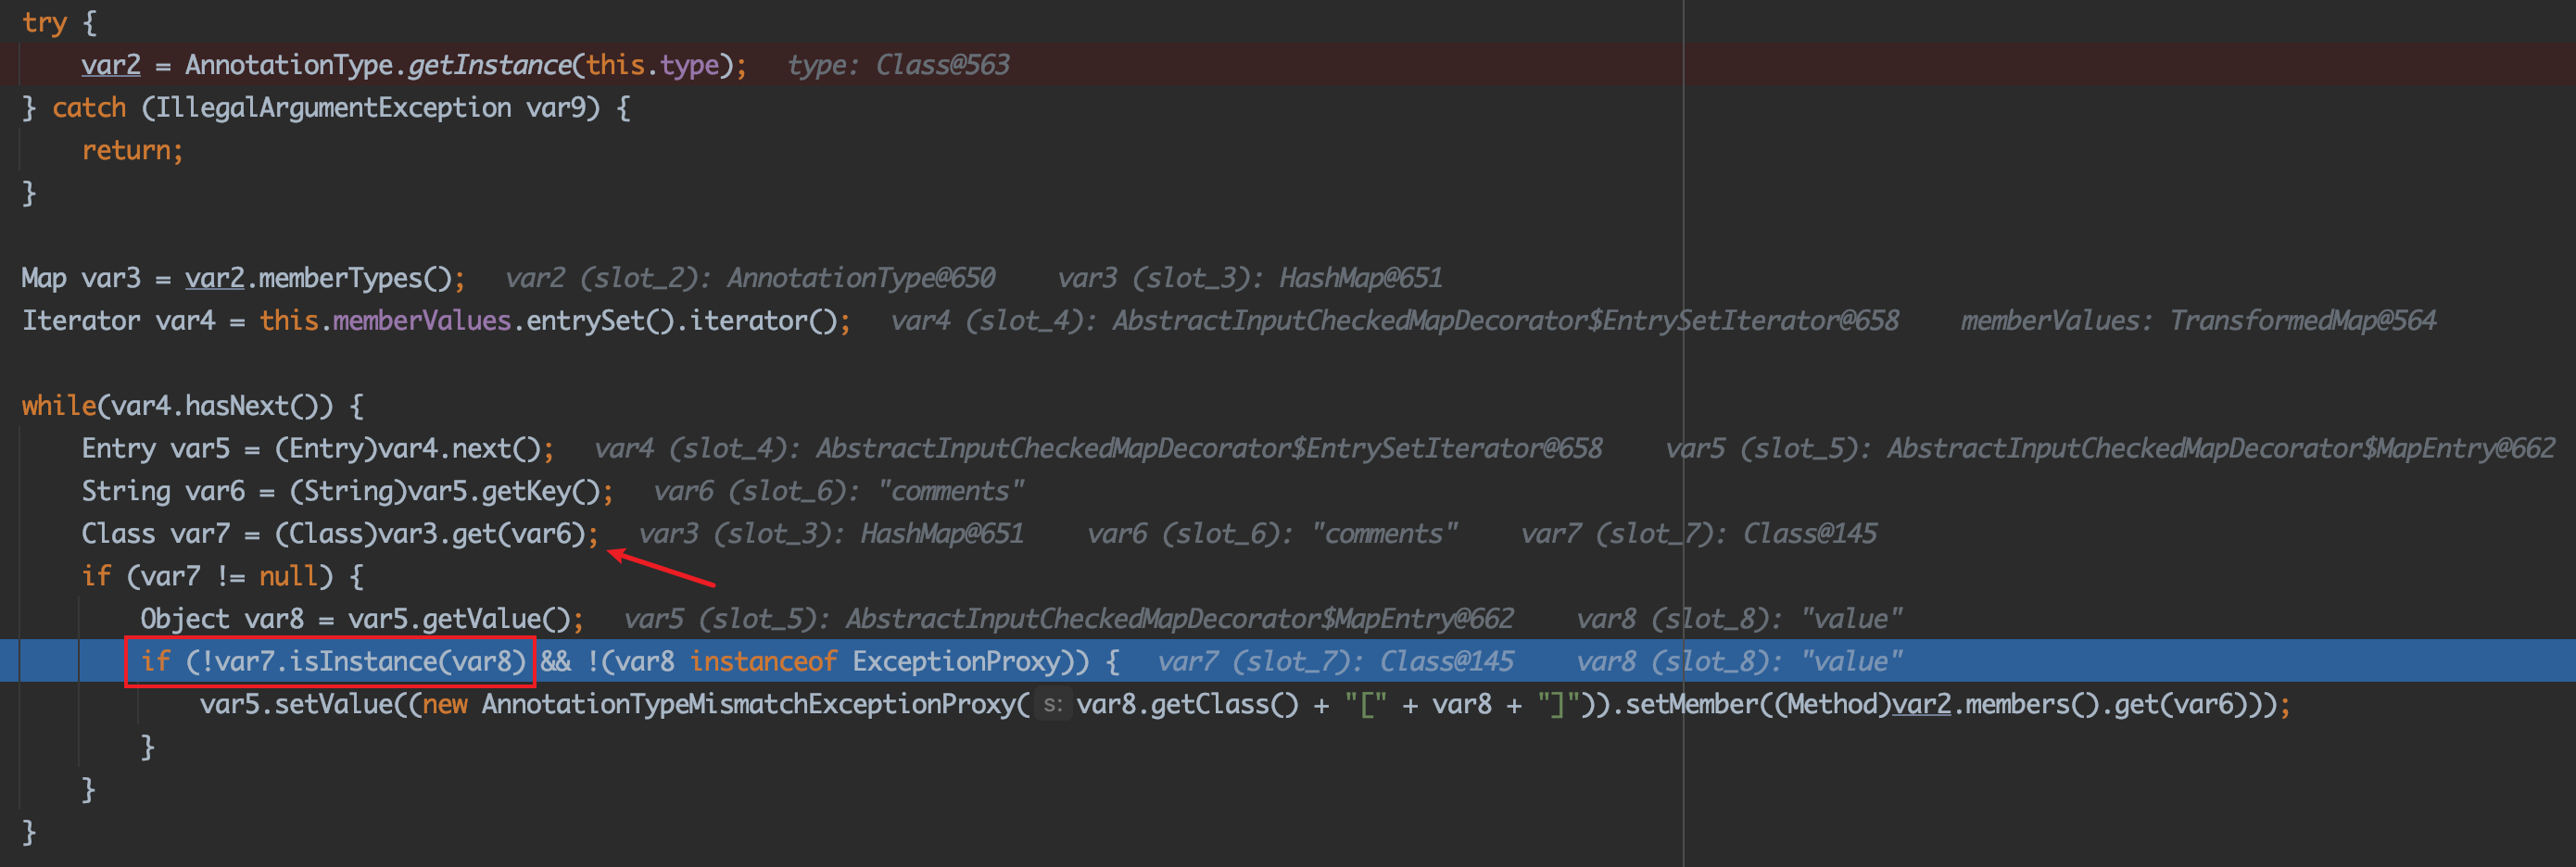 try {
var2 = AnnotationType.getInstance(this.type);   type: Class@563
} catch (IllegalArgumentException var9) {
return;
}
Map var3 = var2.memberTypes();   var2 (slot_2): AnnotationType@650   var3 (slot_3): HashMap@651
Iterator var4 = this.memberValues.entrySet().iterator();   var4 (slot_4): AbstractInputCheckedMapDecorator$EntrySetIterator@658   memberValues: TransformedMap@564
while(var4.hasNext()) {
Entry var5 = (Entry)var4.next();   var4 (slot_4): AbstractInputCheckedMapDecorator$EntrySetIterator@658   var5 (slot_5): AbstractInputCheckedMapDecorator$MapEntry@662
String var6 = (String)var5.getKey();   var6 (slot_6): "comments"
Class var7 = (Class)var3.get(var6);   var3 (slot_3): HashMap@651   var6 (slot_6): "comments"   var7 (slot_7): Class@145
if (var7 != null) {
Object var8 = var5.getValue();   var5 (slot_5): AbstractInputCheckedMapDecorator$MapEntry@662   var8 (slot_8): "value"
if (!var7.isInstance(var8) && !(var8 instanceof ExceptionProxy)) {   var7 (slot_7): Class@145   var8 (slot_8): "value"
var5.setValue((new AnnotationTypeMismatchExceptionProxy( s: var8.getClass() + "[" + var8 + "]")).setMember((Method)var2.members().get(var6)));
}
}
}